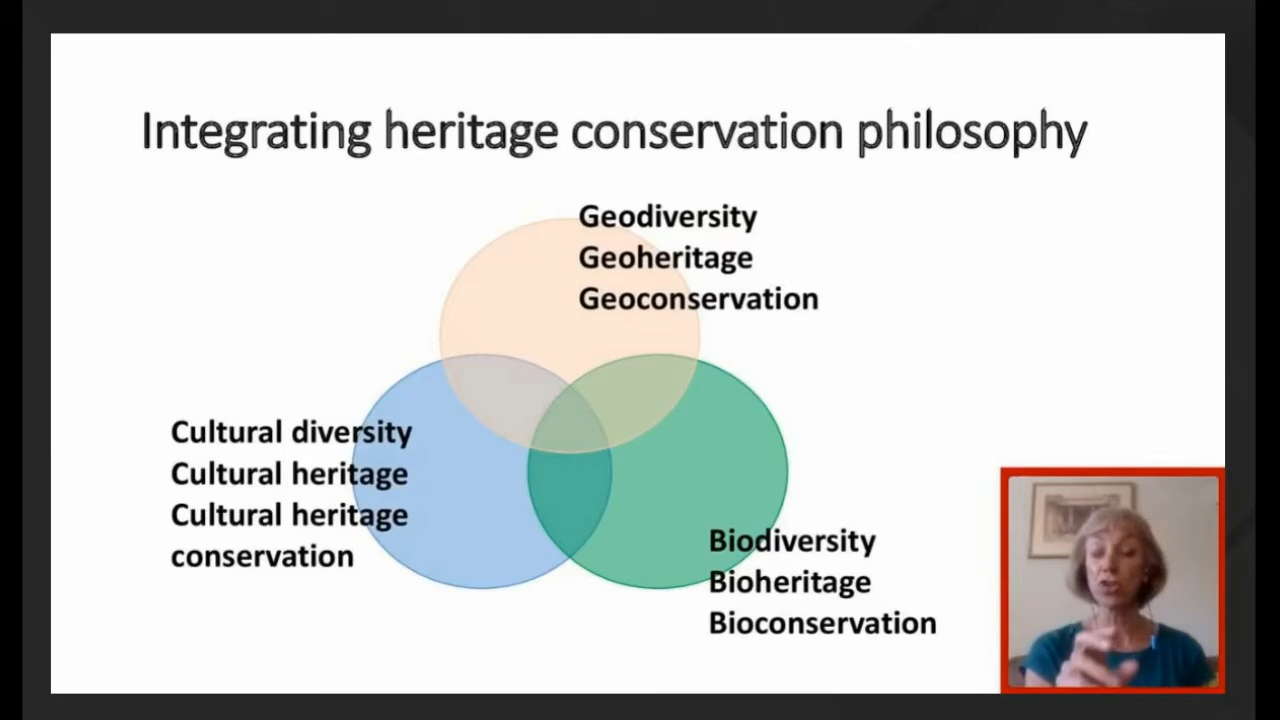 Integrating heritage conservation philosophy
Geodiversity
Geoheritage
Geoconservation
Cultural diversity
Cultural heritage
Cultural heritage
conservation
Biodiversity
Bioheritage
Bioconservation